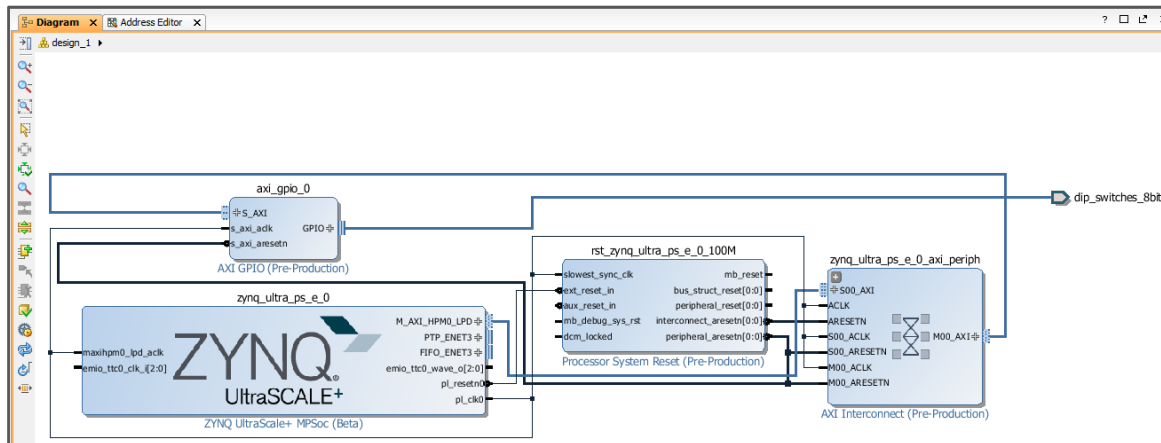 Diagram
Address Editor
?
design_1
axi_gpio_0
S_AXI
s_axi_aclk
s_axi_aresetn
GPIO
AXI GPIO (Pre-Production)
dip_switches_8bit
zynq_ultra_ps_e_0
maxihpm0_lpd_aclk
emio_ttc0_clk_i[2:0]
ZYNQ
UltraSCALE+
M_AXI_HPM0_LPD
PTP_ENET3
FIFO_ENET3
emio_ttc0_wave_o[2:0]
pl_resetn0
pl_clk0
ZYNQ UltraScale+ MPSoc (Beta)
rst_zynq_ultra_ps_e_0_100M
slowest_sync_clk
ext_reset_in
aux_reset_in
mb_debug_sys_rst
dcm_locked
mb_reset
bus_struct_reset[0:0]
peripheral_reset[0:0]
interconnect_aresetn[0:0]
peripheral_aresetn[0:0]
Processor System Reset (Pre-Production)
zynq_ultra_ps_e_0_axi_periph
S00_AXI
ACLK
ARESETN
S00_ACLK
S00_ARESETN
M00_ACLK
M00_ARESETN
M00_AXI
AXI Interconnect (Pre-Production)